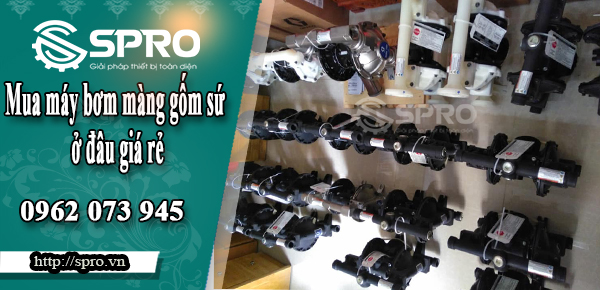 SPRO
Giải pháp thiết bị toàn diện
Mua máy bơm màng gốm sứ
ở đâu giá rẻ
0962 073 945
http://spro.vn
SPRO